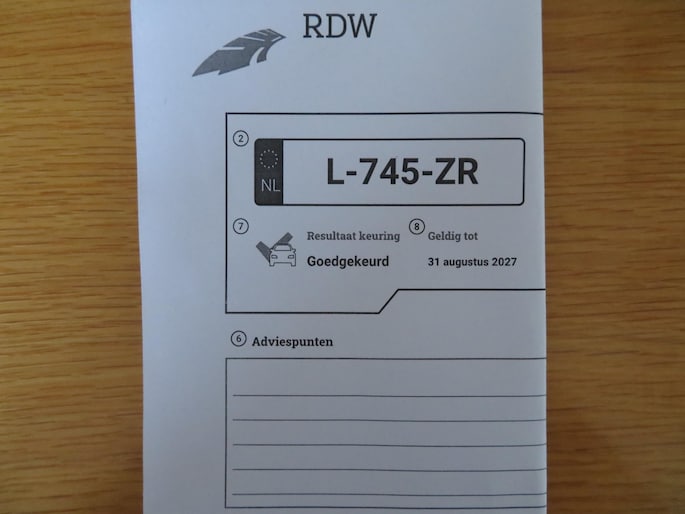 RDW
2
NL
L-745-ZR
7
Resultaat keuring
Goedgekeurd
8
Geldig tot
31 augustus 2027
6 Adviespunten